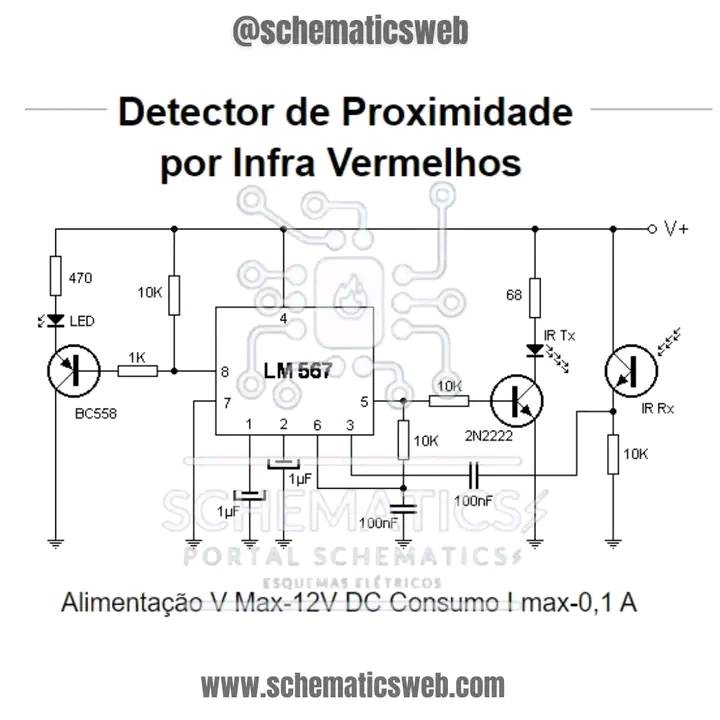 @schematicsweb
Detector de Proximidade
por Infra Vermelhos
V+
470
10K
68
4
LED
IR Tx
LM 567
1K
8
10K
BC558
7
5
IR Rx
1 2 6 3
10K
2N2222
10K
1µF
1µF
100nF
100nF
SCHEMATICS
PORTAL SCHEMATICS
ESQUEMAS ELÉTRICOS
Alimentação V Max-12V DC Consumo I max-0,1 A
www.schematicsweb.com